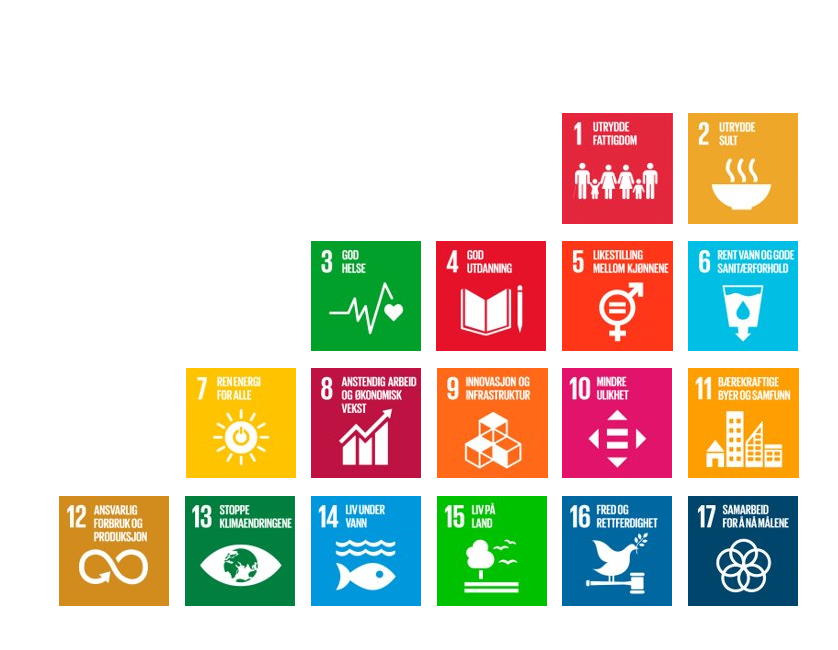 1 UTRYDDE
FATTIGDOM
2 UTRYDDE
SULT
3 GOD
HELSE
4 GOD
UTDANNING
5 LIKESTILLING
MELLOM KJØNNENE
6 RENT VANN OG GODE
SANITÆRFORHOLD
7 REN ENERGI
FOR ALLE
8 ANSTENDIG ARBEID
OG ØKONOMISK
VEKST
9 INNOVASJON OG
INFRASTRUKTUR
10 MINDRE
ULIKHET
11 BÆREKRAFTIGE
BYER OG SAMFUNN
12 ANSVARLIG
FORBRUK OG
PRODUKSJON
13 STOPPE
KLIMAENDRINGENE
14 LIV UNDER
VANN
15 LIV PÅ
LAND
16 FRED OG
RETTFERDIGHET
17 SAMARBEID
FOR Å NÅ MÅLENE